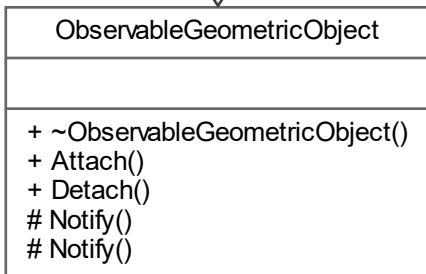 ObservableGeometricObject
+ ~ObservableGeometricObject()
+ Attach()
+ Detach()
# Notify()
# Notify()